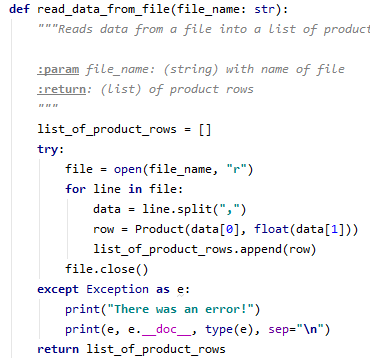 def read_data_from_file(file_name: str):
    """Reads data from a file into a list of product
    :param file_name: (string) with name of file
    :return: (list) of product rows
    """
    list_of_product_rows = []
    try:
        file = open(file_name, "r")
        for line in file:
            data = line.split(",")
            row = Product(data[0], float(data[1]))
            list_of_product_rows.append(row)
        file.close()
    except Exception as e:
        print("There was an error!")
        print(e, e.__doc__, type(e), sep="\n")
    return list_of_product_rows